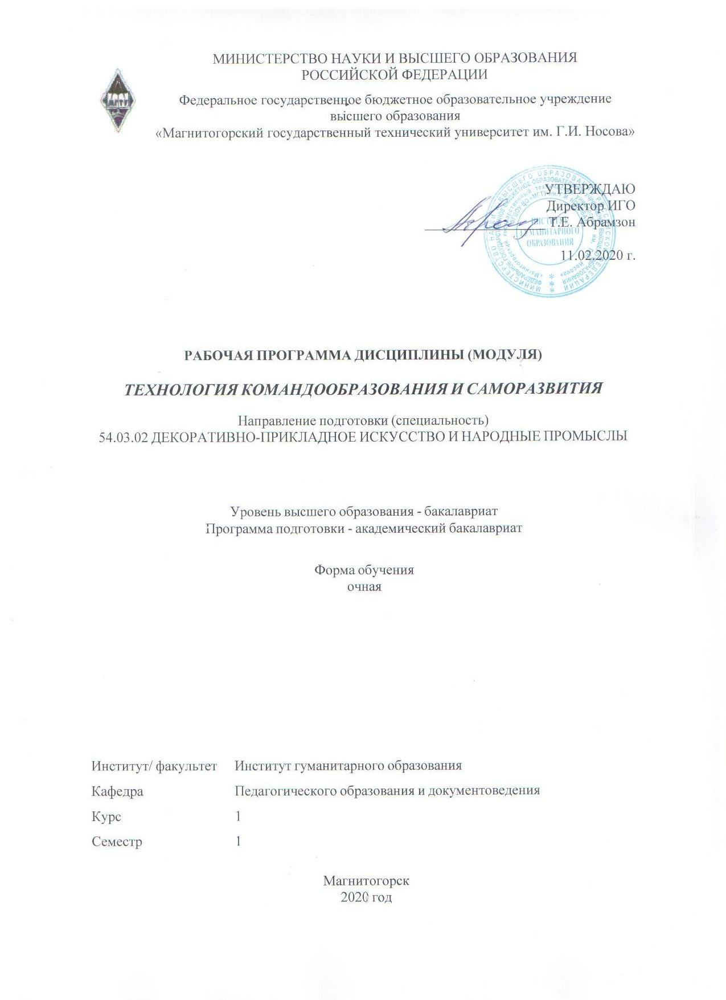 МИНИСТЕРСТВО НАУКИ И ВЫСШЕГО ОБРАЗОВАНИЯ
РОССИЙСКОЙ ФЕДЕРАЦИИ
Федеральное государственное бюджетное образовательное учреждение
высшего образования
«Магнитогорский государственный технический университет им. Г.И. Носова»
УТВЕРЖДАЮ
Директор ИГО
Т.Е. Абрамзон
ИНСТИТУТ
ГУМАНИТАРНОГО
ОБРАЗОВАНИЯ
11.02.2020 г.
РАБОЧАЯ ПРОГРАММА ДИСЦИПЛИНЫ (МОДУЛЯ)
ТЕХНОЛОГИЯ КОМАНДООБРАЗОВАНИЯ И САМОРАЗВИТИЯ
Направление подготовки (специальность)
54.03.02 ДЕКОРАТИВНО-ПРИКЛАДНОЕ ИСКУССТВО И НАРОДНЫЕ ПРОМЫСЛЫ
Уровень высшего образования - бакалавриат
Программа подготовки - академический бакалавриат
Форма обучения
очная
Институт/ факультет Институт гуманитарного образования
Кафедра Педагогического образования и документоведения
Курс 1
Семестр 1
Магнитогорск
2020 год